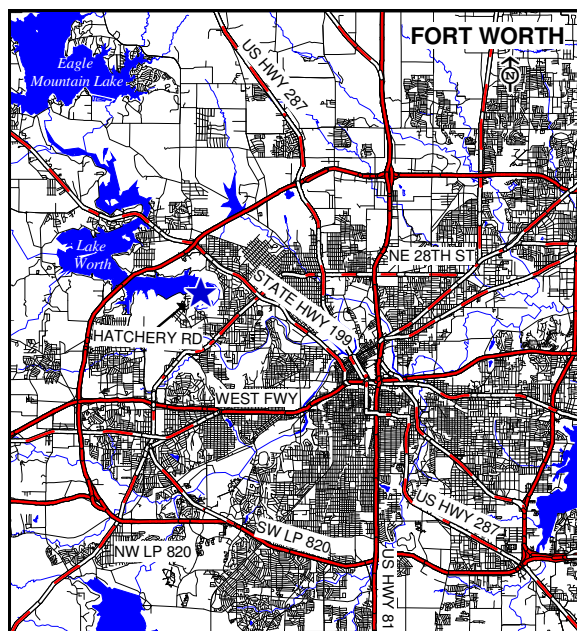 FORT WORTH
Eagle
Mountain Lake
N
US HWY 287
Lake
Worth
NE 28TH ST
STATE HWY 199
HATCHERY RD
WEST FWY
US HWY 287
SW LP 820
NW LP 820
US HWY 81